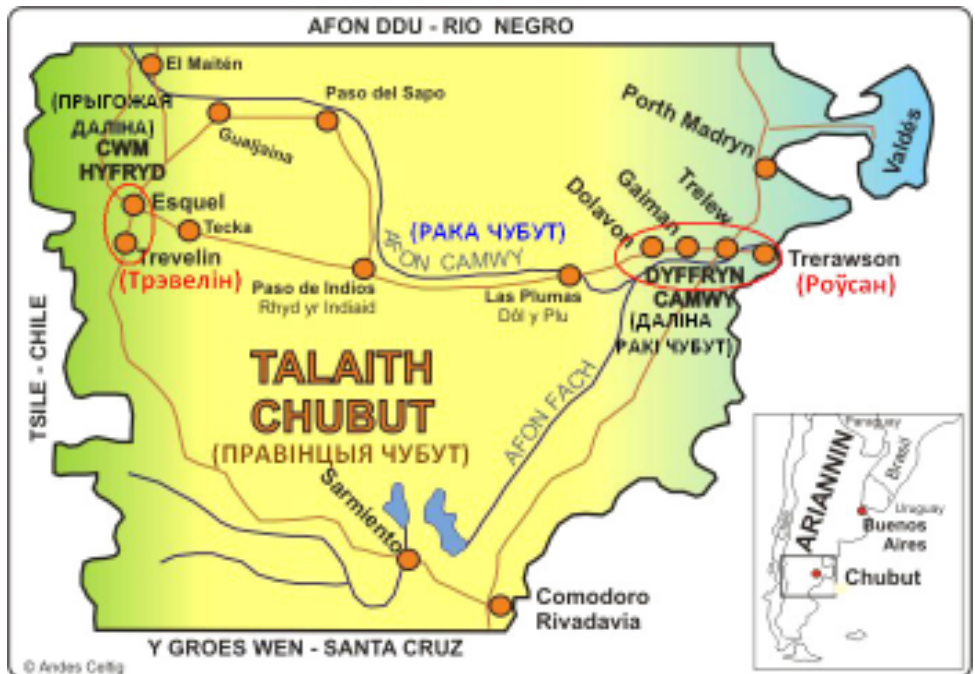 AFON DDU - RIO NEGRO
El Maitén
(ПРЫГОЖАЯ
ДАЛІНА)
CWM
HYFRYD
Gualjaina
Paso del Sapo
Porth Madryn
Valdés
Esquel
Tecka
Trevelin
(Трэвелін)
(РАКА ЧУБУТ)
AFON CAMWY
Dolavon
Gaiman
Trelew
Trerawson
(Роўсан)
Paso de Indios
Rhyd yr Indiaid
Las Plumas
Dôl y Plu
DYFFRYN
CAMWY
(ДАЛІНА
РАКІ ЧУБУТ)
TSILE - CHILE
TALAITH
CHUBUT
(ПРАВІНЦЫЯ ЧУБУТ)
AFON FACH
Sarmiento
Comodoro
Rivadavia
Y GROES WEN - SANTA CRUZ
© Andes Celtig
Paraguay
Brasil
ARIANNIN
Chile
Uruguay
Buenos
Aires
Chubut